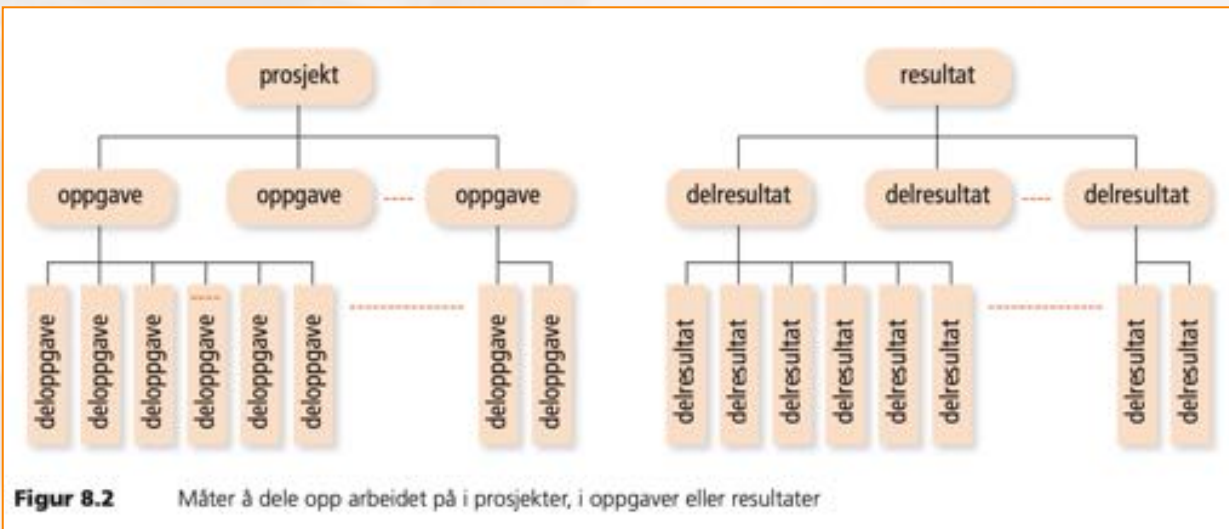 prosjekt
resultat
oppgave oppgave oppgave
delresultat delresultat delresultat
deloppgave deloppgave deloppgave deloppgave deloppgave deloppgave deloppgave deloppgave
delresultat delresultat delresultat delresultat delresultat delresultat delresultat delresultat
Figur 8.2 Måter å dele opp arbeidet på i prosjekter, i oppgaver eller resultater